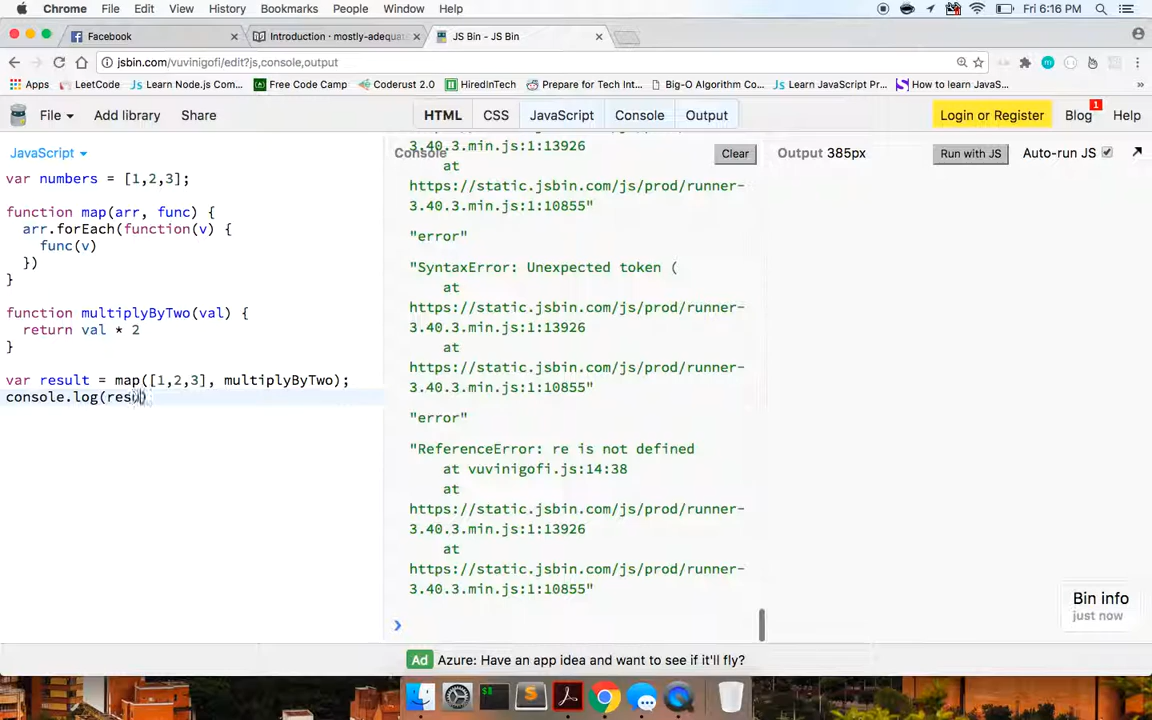 Chrome File Edit View History Bookmarks People Window Help Fri 6:16 PM
Facebook × Introduction · mostly-adequat × JS Bin - JS Bin ×
jsbin.com/vuvinigofi/edit?js,console,output
Apps LeetCode Learn Node.js Com... Free Code Camp Coderust 2.0 HiredInTech Prepare for Tech Int... Big-O Algorithm Co... Learn JavaScript Pr... How to learn JavaS... »
File Add library Share HTML CSS JavaScript Console Output Login or Register Blog 1 Help
JavaScript
var numbers = [1,2,3];
function map(arr, func) {
arr.forEach(function(v) {
func(v)
})
}
function multiplyByTwo(val) {
return val * 2
}
var result = map([1,2,3], multiplyByTwo);
console.log(resu)
Console Clear
3.40.3.min.js:1:13926
at
https://static.jsbin.com/js/prod/runner-
3.40.3.min.js:1:10855"
"error"
"SyntaxError: Unexpected token (
at
https://static.jsbin.com/js/prod/runner-
3.40.3.min.js:1:13926
at
https://static.jsbin.com/js/prod/runner-
3.40.3.min.js:1:10855"
"error"
"ReferenceError: re is not defined
at vuvinigofi.js:14:38
at
https://static.jsbin.com/js/prod/runner-
3.40.3.min.js:1:13926
at
https://static.jsbin.com/js/prod/runner-
3.40.3.min.js:1:10855"
Output 385px Run with JS Auto-run JS
Bin info
just now
Ad Azure: Have an app idea and want to see if it'll fly?